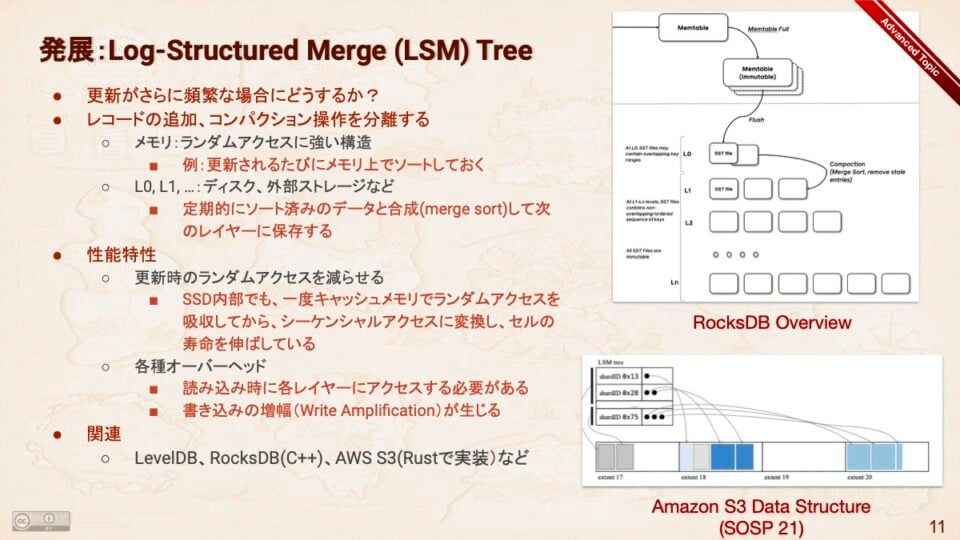 発展：Log-Structured Merge (LSM) Tree
● 更新がさらに頻繁な場合にどうするか？
● レコードの追加、コンパクション操作を分離する
○ メモリ：ランダムアクセスに強い構造
■ 例：更新されるたびにメモリ上でソートしておく
○ L0, L1, ...：ディスク、外部ストレージなど
■ 定期的にソート済みのデータと合成(merge sort)して次
のレイヤーに保存する
● 性能特性
○ 更新時のランダムアクセスを減らせる
■ SSD内部でも、一度キャッシュメモリでランダムアクセスを
吸収してから、シーケンシャルアクセスに変換し、セルの
寿命を伸ばしている
○ 各種オーバーヘッド
■ 読み込み時に各レイヤーにアクセスする必要がある
■ 書き込みの増幅（Write Amplification）が生じる
● 関連
○ LevelDB、RocksDB(C++)、AWS S3(Rustで実装）など
Advanced Topic
Memtable
Memtable Full
Memtable
(Immutable)
Flush
At L0, SST files may
contain overlapping key
ranges
L0
SST file
Compaction
(Merge Sort, remove stale
entries)
L1
SST file
At L1-Ln levels, SST files
contains non-
overlapping/ordered
sequence of keys
L2
All SST Files are
immutable
Ln
RocksDB Overview
LSM tree
shardID 0x13
shardID 0x28
shardID 0x75
extent 17
extent 18
extent 19
extent 20
Amazon S3 Data Structure
(SOSP 21)
BY
11